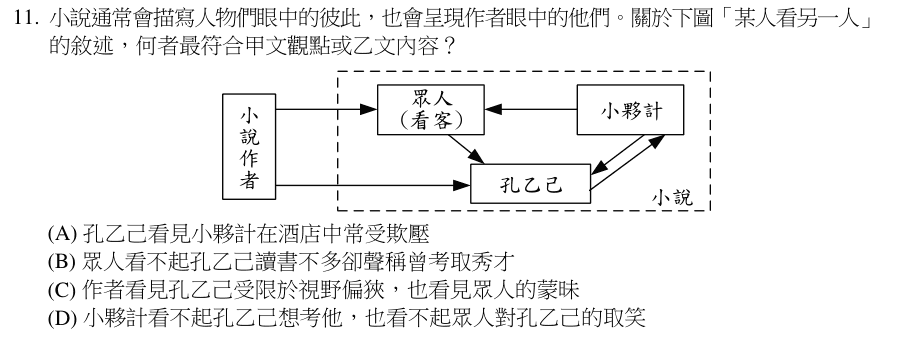 11. 小說通常會描寫人物們眼中的彼此，也會呈現作者眼中的他們。關於下圖「某人看另一人」
的敘述，何者最符合甲文觀點或乙文內容？
小說作者
眾人
（看客）
小夥計
孔乙己
小說
(A) 孔乙己看見小夥計在酒店中常受欺壓
(B) 眾人看不起孔乙己讀書不多卻聲稱曾考取秀才
(C) 作者看見孔乙己受限於視野偏狹，也看見眾人的蒙昧
(D) 小夥計看不起孔乙己想考他，也看不起眾人對孔乙己的取笑